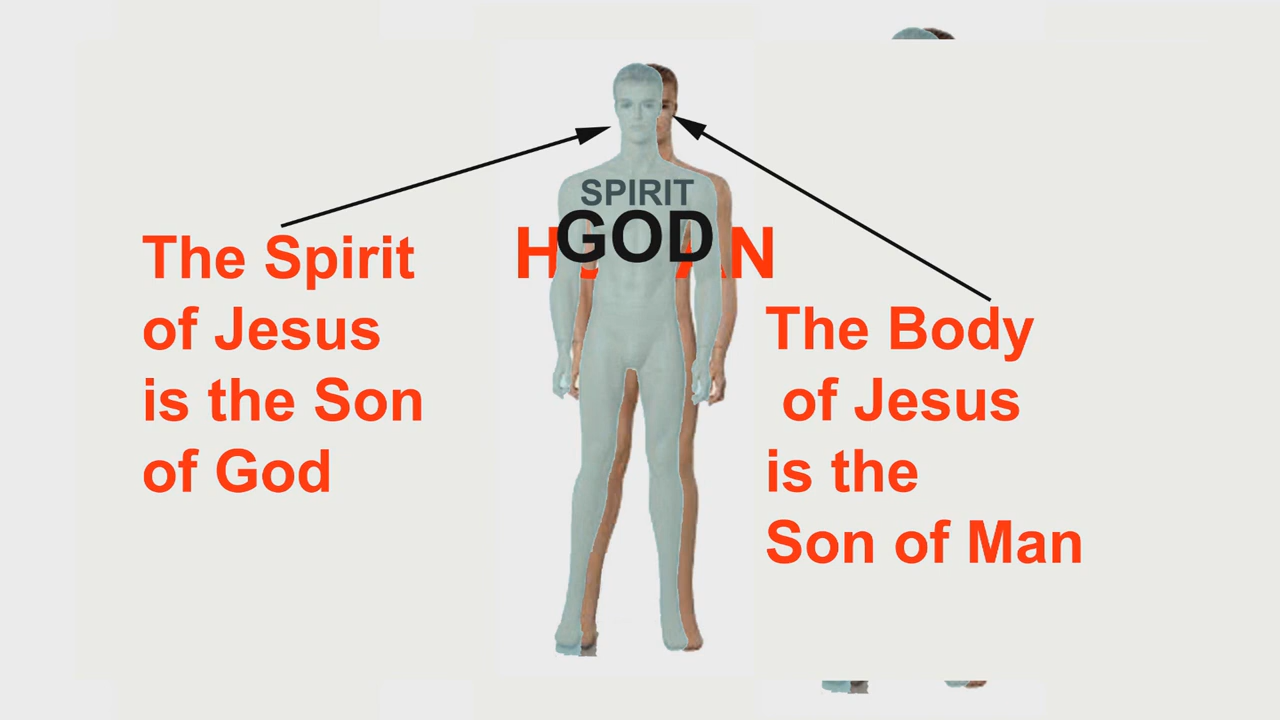 SPIRIT
GOD
HUMAN
The Spirit
of Jesus
is the Son
of God
The Body
of Jesus
is the
Son of Man